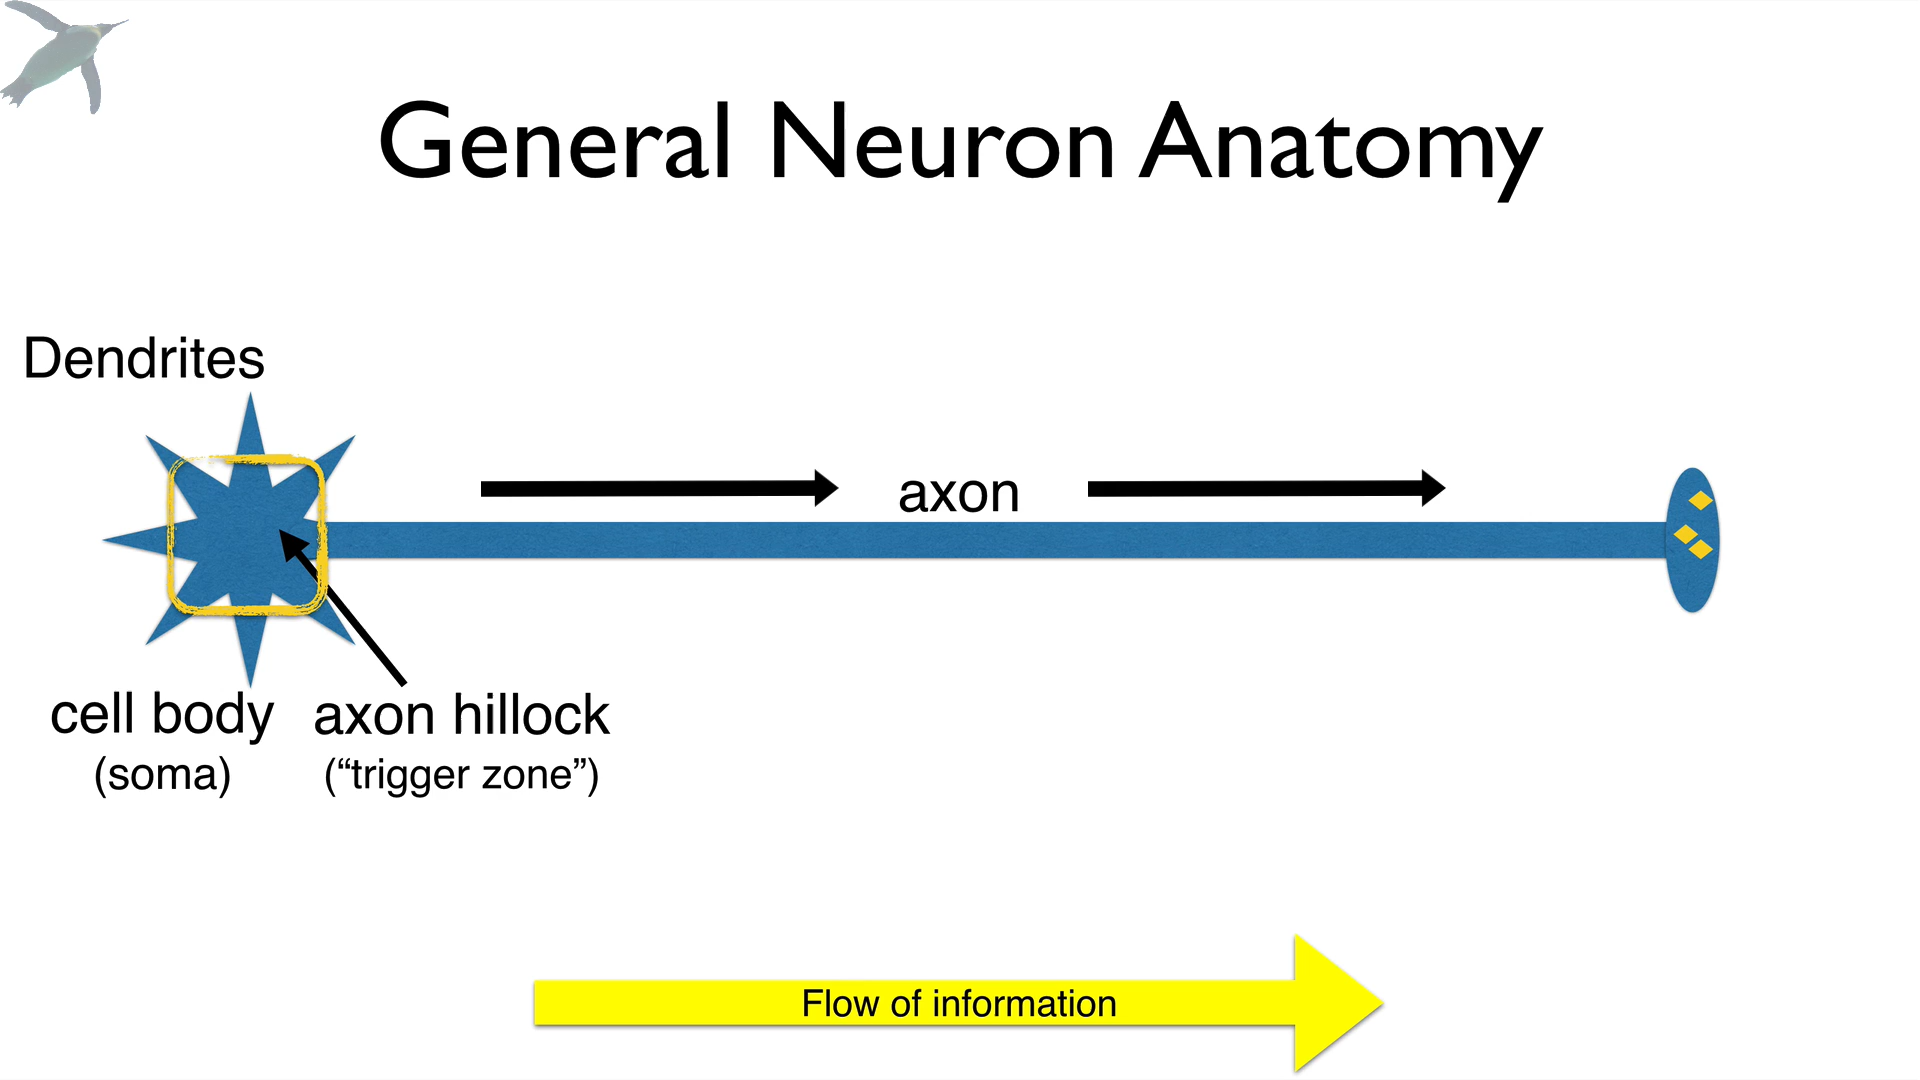 General Neuron Anatomy
Dendrites
axon
cell body
(soma)
axon hillock
(“trigger zone”)
Flow of information